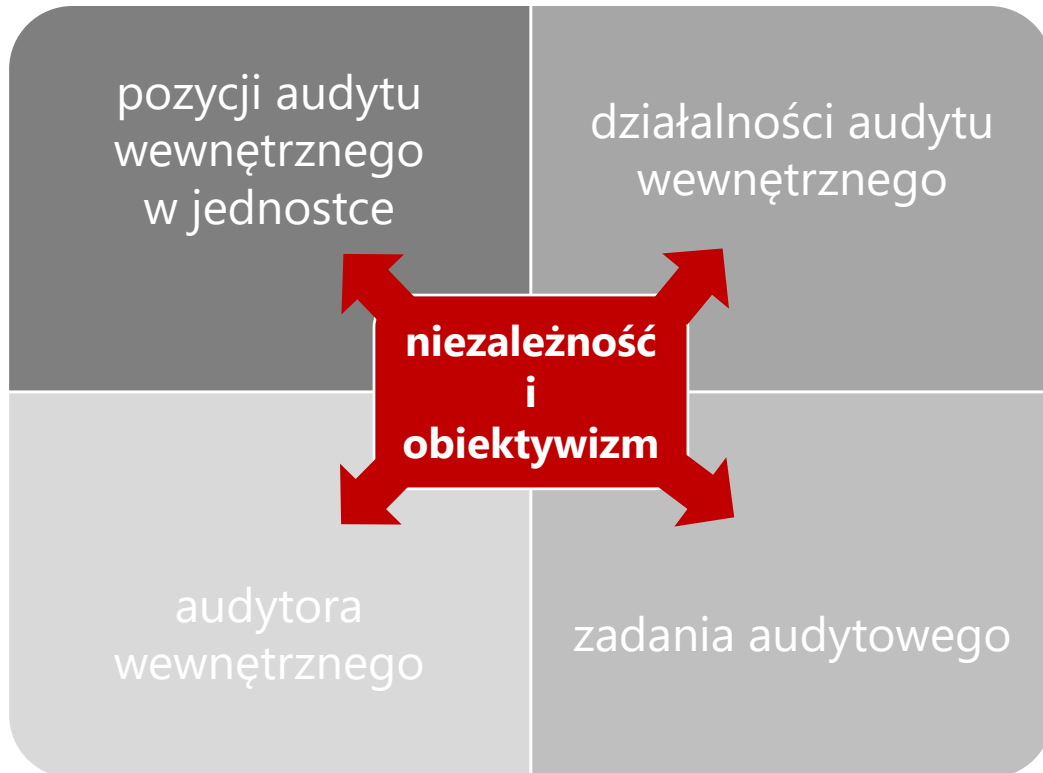 pozycji audytu
wewnętrznego
w jednostce
działalności audytu
wewnętrznego
niezależność
i
obiektywizm
audytora
wewnętrznego
zadania audytowego